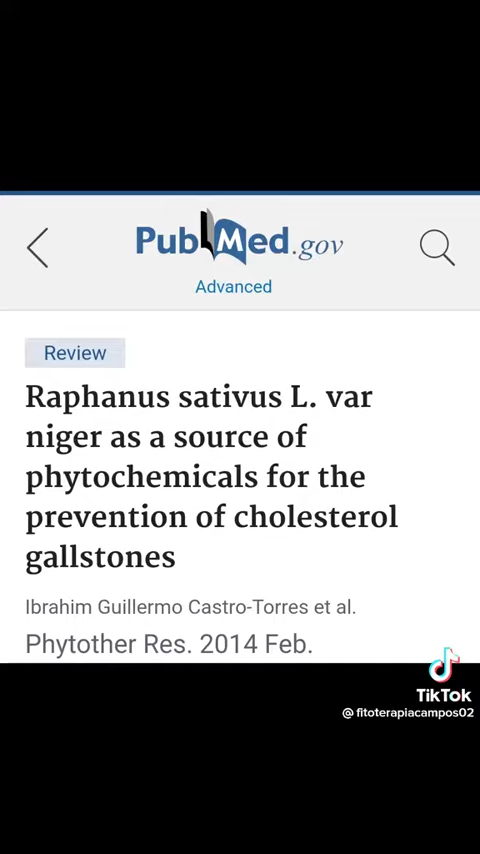 PubMed.gov
Advanced
Review
Raphanus sativus L. var
niger as a source of
phytochemicals for the
prevention of cholesterol
gallstones
Ibrahim Guillermo Castro-Torres et al.
Phytother Res. 2014 Feb.
TikTok
@ fitoterapiacampos02